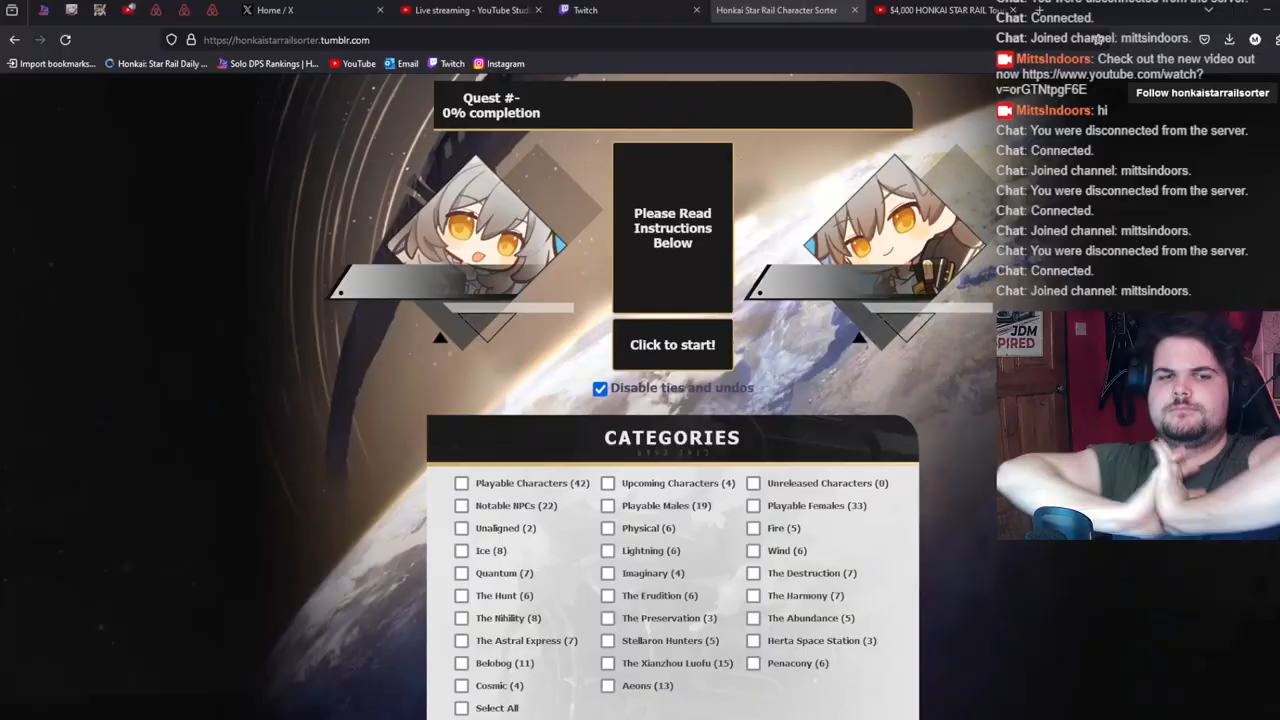 Home / X
Live streaming - YouTube Stud
Twitch
Honkai Star Rail Character Sorter
$4,000 HONKAI STAR RAIL
https://honkaistarrailsorter.tumblr.com
Import bookmarks...
Honkai: Star Rail Daily ...
Solo DPS Rankings | H...
YouTube
Email
Twitch
Instagram
Chat: Connected.
Chat: Joined channel: mittsindoors.
MittsIndoors: Check out the new video out
now https://www.youtube.com/watch?
v=orGTNtpgF6E
Follow honkaistarrailsorter
MittsIndoors: hi
Chat: You were disconnected from the server.
Chat: Connected.
Chat: Joined channel: mittsindoors.
Chat: You were disconnected from the server.
Chat: Connected.
Chat: Joined channel: mittsindoors.
Chat: You were disconnected from the server.
Chat: Connected.
Chat: Joined channel: mittsindoors.
Quest #-
0% completion
Please Read
Instructions
Below
Click to start!
Disable ties and undos
CATEGORIES
Playable Characters (42)
Upcoming Characters (4)
Unreleased Characters (0)
Notable NPCs (22)
Playable Males (19)
Playable Females (33)
Unaligned (2)
Physical (6)
Fire (5)
Ice (8)
Lightning (6)
Wind (6)
Quantum (7)
Imaginary (4)
The Destruction (7)
The Hunt (6)
The Erudition (6)
The Harmony (7)
The Nihility (8)
The Preservation (3)
The Abundance (5)
The Astral Express (7)
Stellaron Hunters (5)
Herta Space Station (3)
Belobog (11)
The Xianzhou Luofu (15)
Penacony (6)
Cosmic (4)
Aeons (13)
Select All
JDM